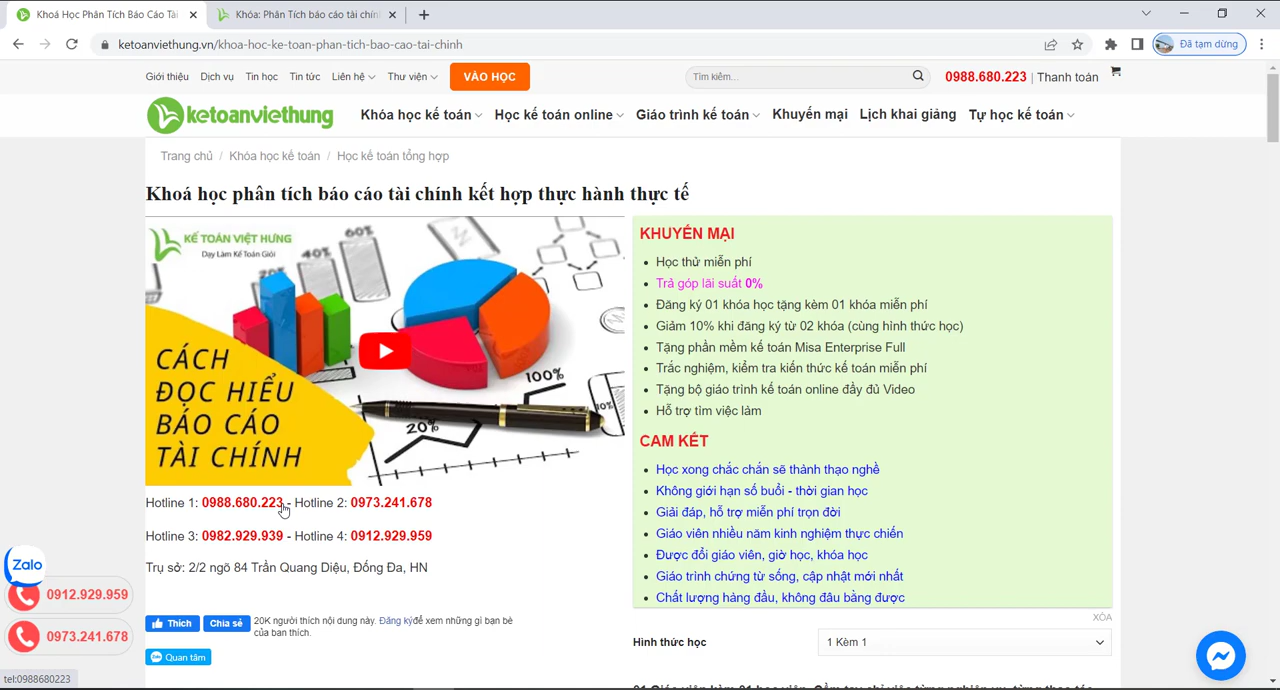 Khoá Học Phân Tích Báo Cáo Tài
Khóa: Phân Tích báo cáo tài chín
ketoanviethung.vn/khoa-hoc-ke-toan-phan-tich-bao-cao-tai-chinh
Đã tạm dừng
Giới thiệu Dịch vụ Tin học Tin tức Liên hệ Thư viện VÀO HỌC Tìm kiếm... 0988.680.223 | Thanh toán
ketoanviethung Khóa học kế toán Học kế toán online Giáo trình kế toán Khuyến mại Lịch khai giảng Tự học kế toán
Trang chủ / Khóa học kế toán / Học kế toán tổng hợp
Khoá học phân tích báo cáo tài chính kết hợp thực hành thực tế
KẾ TOÁN VIỆT HƯNG
Dạy Làm Kế Toán Giỏi
20%
40%
60%
100%
10%
20%
CÁCH
ĐỌC HIỂU
BÁO CÁO
TÀI CHÍNH
Hotline 1: 0988.680.223 - Hotline 2: 0973.241.678
Hotline 3: 0982.929.939 - Hotline 4: 0912.929.959
Trụ sở: 2/2 ngõ 84 Trần Quang Diệu, Đống Đa, HN
Thích Chia sẻ 20K người thích nội dung này. Đăng ký để xem những gì bạn bè
của bạn thích.
Quan tâm
KHUYẾN MẠI
Học thử miễn phí
Trả góp lãi suất 0%
Đăng ký 01 khóa học tặng kèm 01 khóa miễn phí
Giảm 10% khi đăng ký từ 02 khóa (cùng hình thức học)
Tặng phần mềm kế toán Misa Enterprise Full
Trắc nghiệm, kiểm tra kiến thức kế toán miễn phí
Tặng bộ giáo trình kế toán online đầy đủ Video
Hỗ trợ tìm việc làm
CAM KẾT
Học xong chắc chắn sẽ thành thạo nghề
Không giới hạn số buổi - thời gian học
Giải đáp, hỗ trợ miễn phí trọn đời
Giáo viên nhiều năm kinh nghiệm thực chiến
Được đổi giáo viên, giờ học, khóa học
Giáo trình chứng từ sống, cập nhật mới nhất
Chất lượng hàng đầu, không đâu bằng được
XÓA
Hình thức học 1 Kèm 1
Zalo
0912.929.959
0973.241.678
tel:0988680223